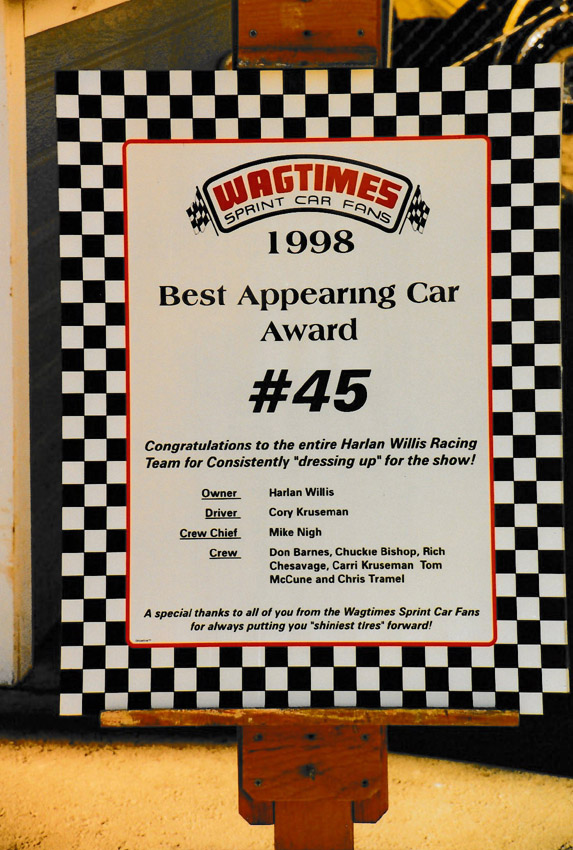 WAGTIMES
SPRINT CAR FANS
1998
Best Appearing Car
Award
#45
Congratulations to the entire Harlan Willis Racing
Team for Consistently "dressing up" for the show!
Owner Harlan Willis
Driver Cory Kruseman
Crew Chief Mike Nigh
Crew Don Barnes, Chuckie Bishop, Rich
Chesavage, Carri Kruseman Tom
McCune and Chris Tramel
A special thanks to all of you from the Wagtimes Sprint Car Fans
for always putting you "shiniest tires" forward!